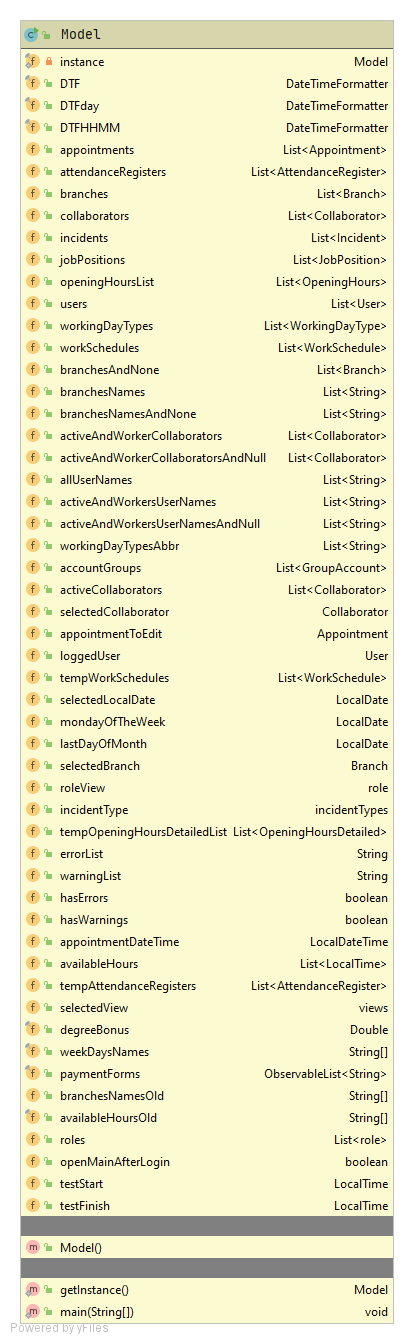 Model
instance Model
DTF DateTimeFormatter
DTFday DateTimeFormatter
DTFHHMM DateTimeFormatter
appointments List<Appointment>
attendanceRegisters List<AttendanceRegister>
branches List<Branch>
collaborators List<Collaborator>
incidents List<Incident>
jobPositions List<JobPosition>
openingHoursList List<OpeningHours>
users List<User>
workingDayTypes List<WorkingDayType>
workSchedules List<WorkSchedule>
branchesAndNone List<Branch>
branchesNames List<String>
branchesNamesAndNone List<String>
activeAndWorkerCollaborators List<Collaborator>
activeAndWorkerCollaboratorsAndNull List<Collaborator>
allUserNames List<String>
activeAndWorkersUserNames List<String>
activeAndWorkersUserNamesAndNull List<String>
workingDayTypesAbbr List<String>
accountGroups List<GroupAccount>
activeCollaborators List<Collaborator>
selectedCollaborator Collaborator
appointmentToEdit Appointment
loggedUser User
tempWorkSchedules List<WorkSchedule>
selectedLocalDate LocalDate
mondayOfTheWeek LocalDate
lastDayOfMonth LocalDate
selectedBranch Branch
roleView role
incidentType incidentTypes
tempOpeningHoursDetailedList List<OpeningHoursDetailed>
errorList String
warningList String
hasErrors boolean
hasWarnings boolean
appointmentDateTime LocalDateTime
availableHours List<LocalTime>
tempAttendanceRegisters List<AttendanceRegister>
selectedView views
degreeBonus Double
weekDaysNames String[]
paymentForms ObservableList<String>
branchesNamesOld String[]
availableHoursOld String[]
roles List<role>
openMainAfterLogin boolean
testStart LocalTime
testFinish LocalTime
Model()
getInstance() Model
main(String[]) void
Powered by yFiles